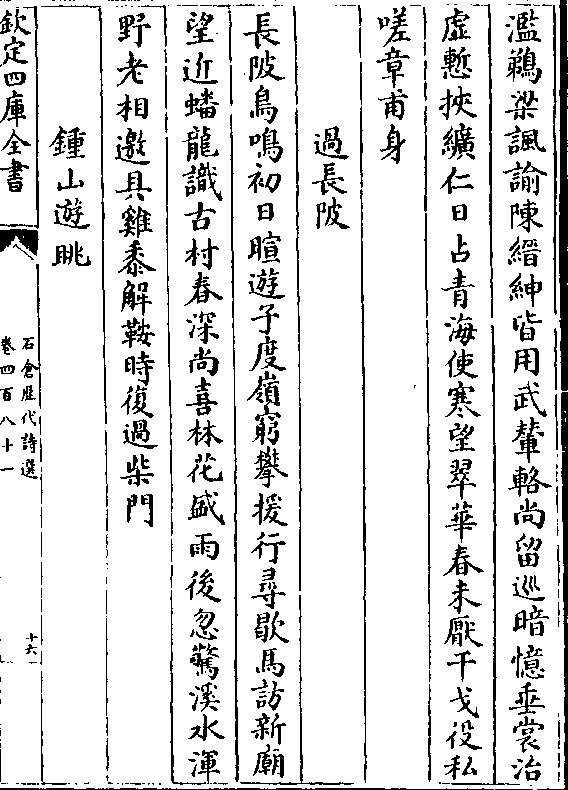 濫鵜梁諷諭陳縉紳皆用武輦輅尚留巡暗憶垂裳治
虛慙挾纊仁日占青海使寒望翠華春未厭干戈役私
嗟章甫身
過長陂
長陂鳥鳴初日暄遊子度嶺窮攀援行尋歇馬訪新廟
望近蟠龍識古村春深尚喜林花盛雨後忽驚溪水渾
野老相邀具雞黍解鞍時復過柴門
鍾山遊眺
欽定四庫全書
石倉歴代詩選
卷四百八十一
十六